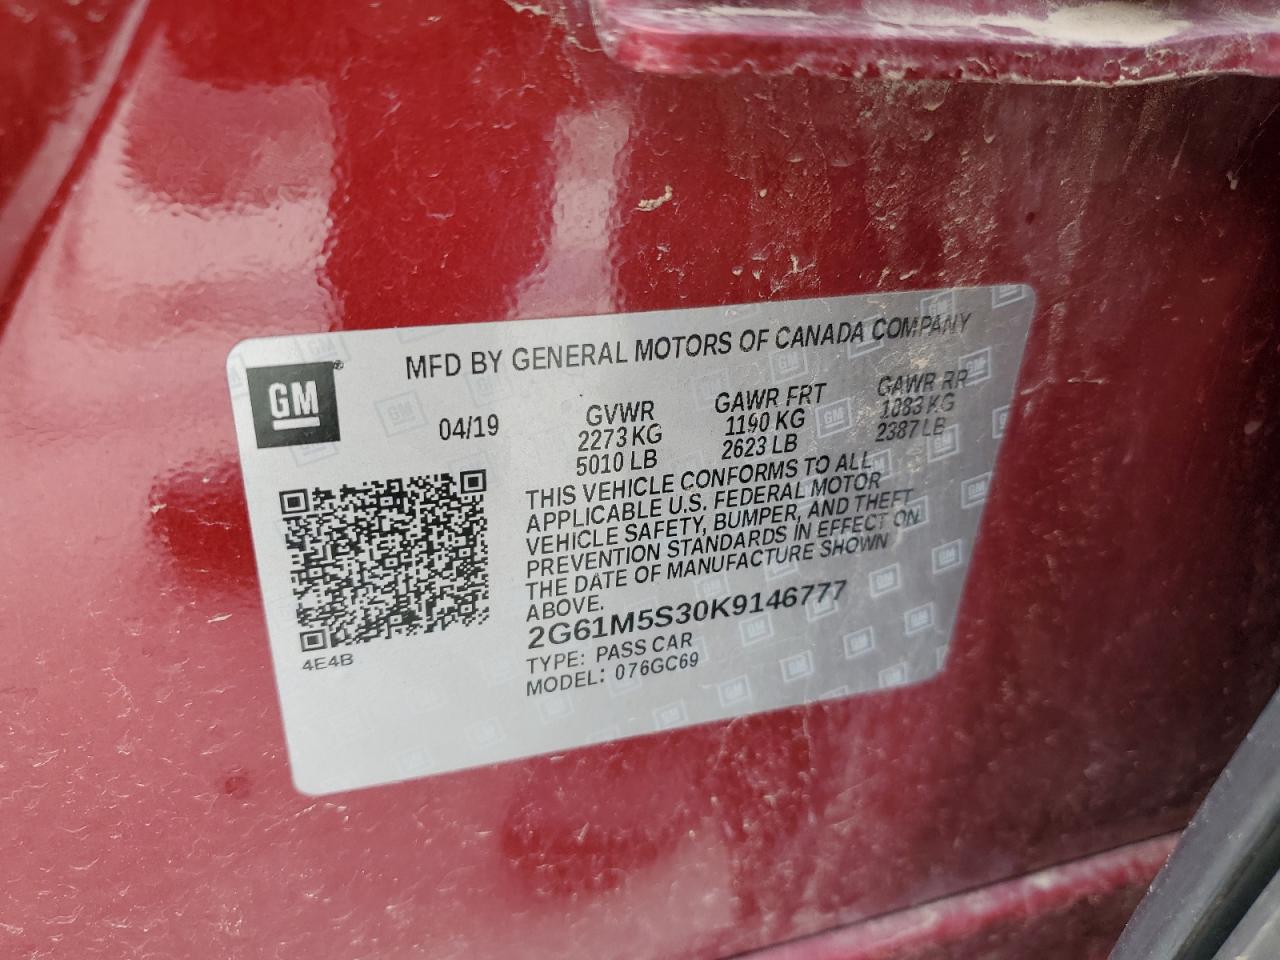 MFD BY GENERAL MOTORS OF CANADA COMPANY
GM
04/19
GVWR GAWR FRT GAWR RR
2273 KG 1190 KG 1083 KG
5010 LB 2623 LB 2387 LB
THIS VEHICLE CONFORMS TO ALL
APPLICABLE U.S. FEDERAL MOTOR
VEHICLE SAFETY, BUMPER, AND THEFT
PREVENTION STANDARDS IN EFFECT ON
THE DATE OF MANUFACTURE SHOWN
ABOVE.
2G61M5S30K9146777
TYPE: PASS CAR
MODEL: 076GC69
4E4B